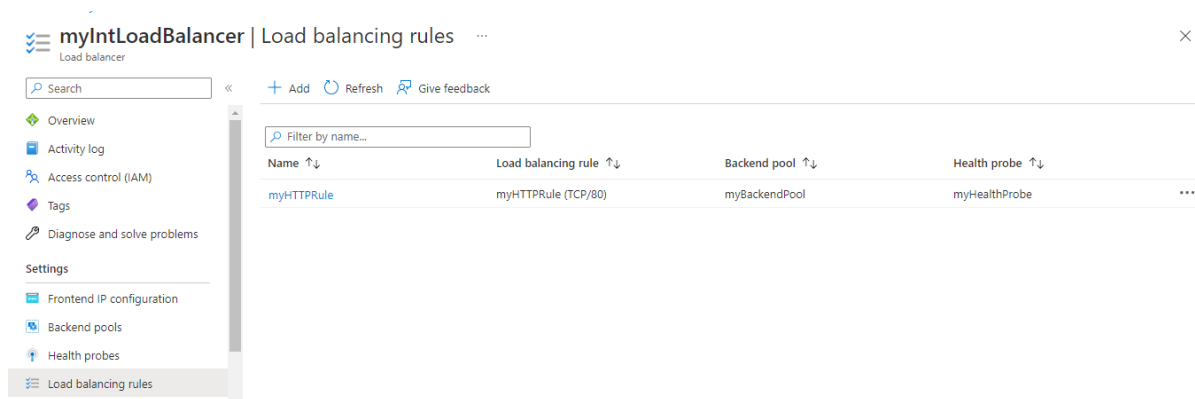 myIntLoadBalancer | Load balancing rules ...
Load balancer
Search
Add Refresh Give feedback
Overview
Activity log
Access control (IAM)
Tags
Diagnose and solve problems
Settings
Frontend IP configuration
Backend pools
Health probes
Load balancing rules
Filter by name...
Name Load balancing rule Backend pool Health probe
myHTTPRule myHTTPRule (TCP/80) myBackendPool myHealthProbe